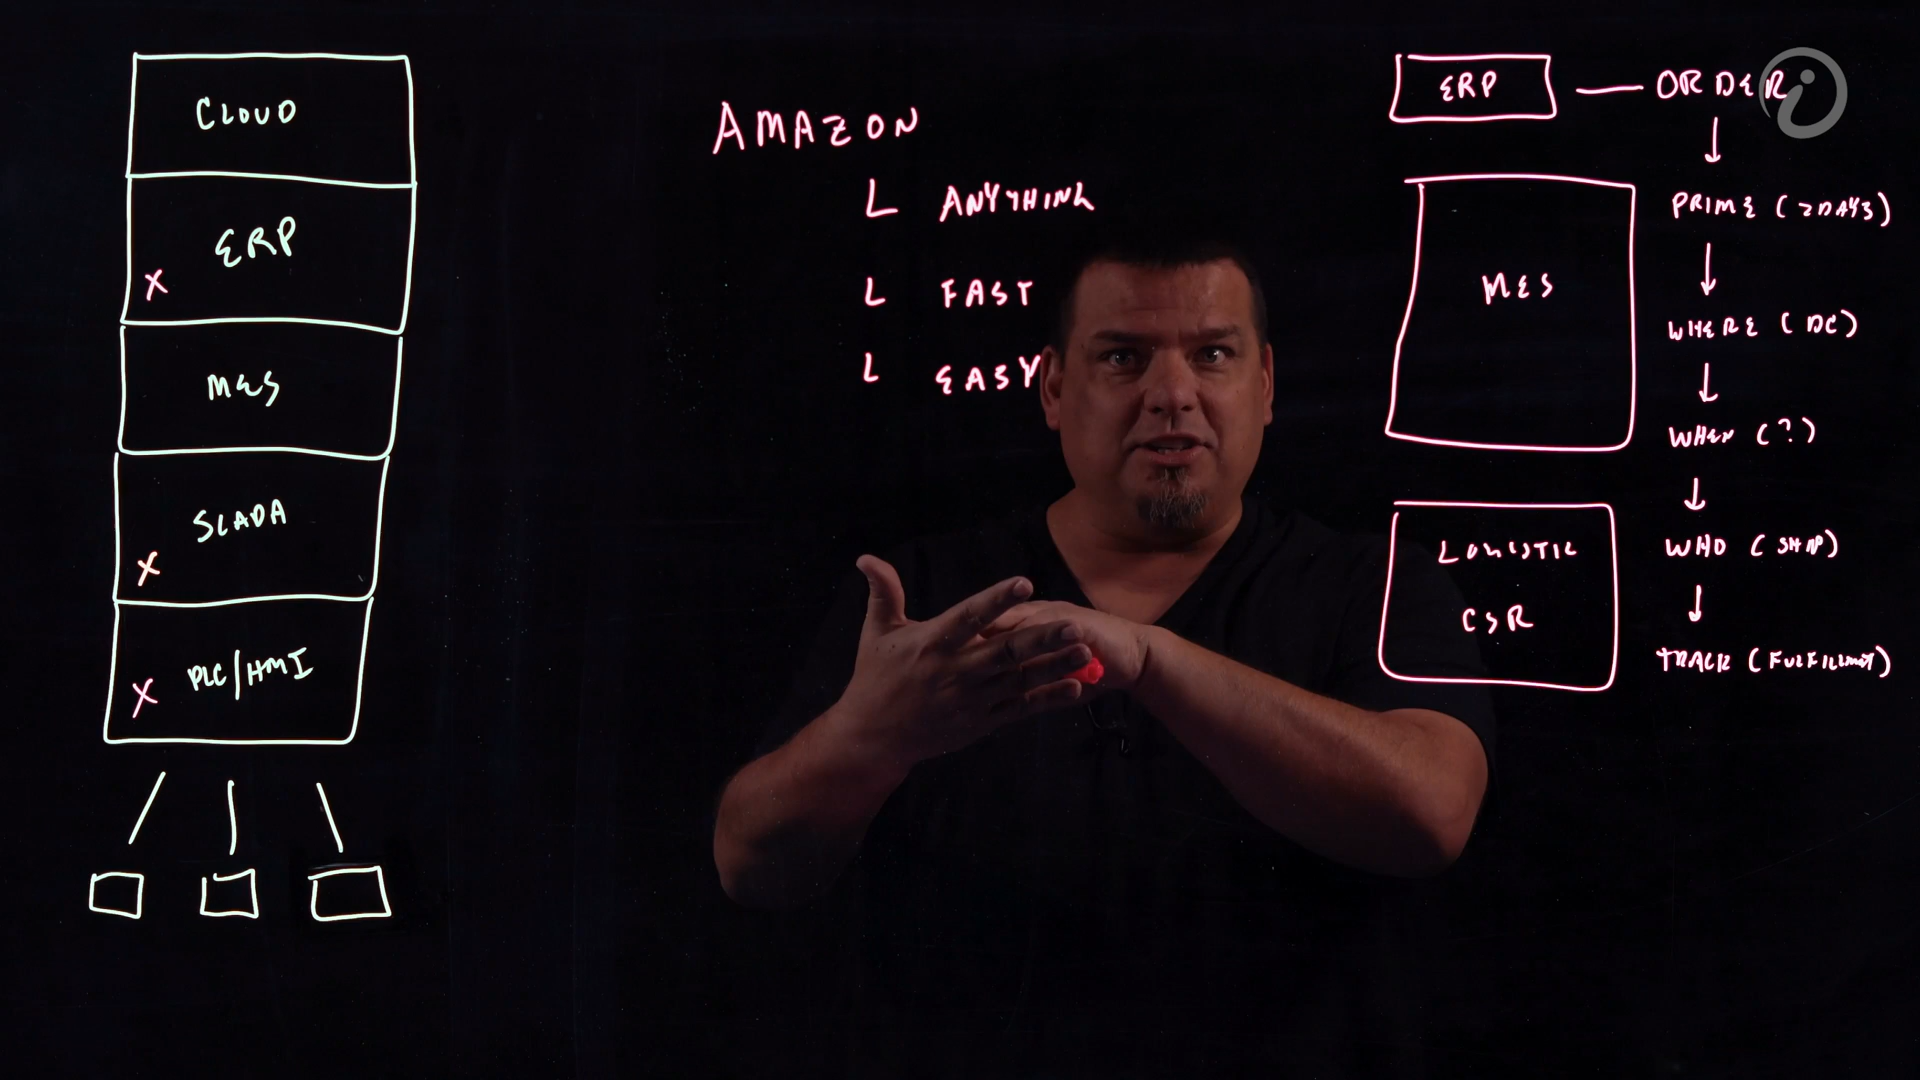 CLOUD
ERP
X
MES
SCADA
X
PLC/HMI
X
AMAZON
L ANYTHING
L FAST
L EASY
ERP — ORDER
PRIME (2DAYS)
MES
WHERE (DC)
WHEN (?)
LOGISTIC
WHO (SHIP)
CSR
TRACK (FULFILLMENT)